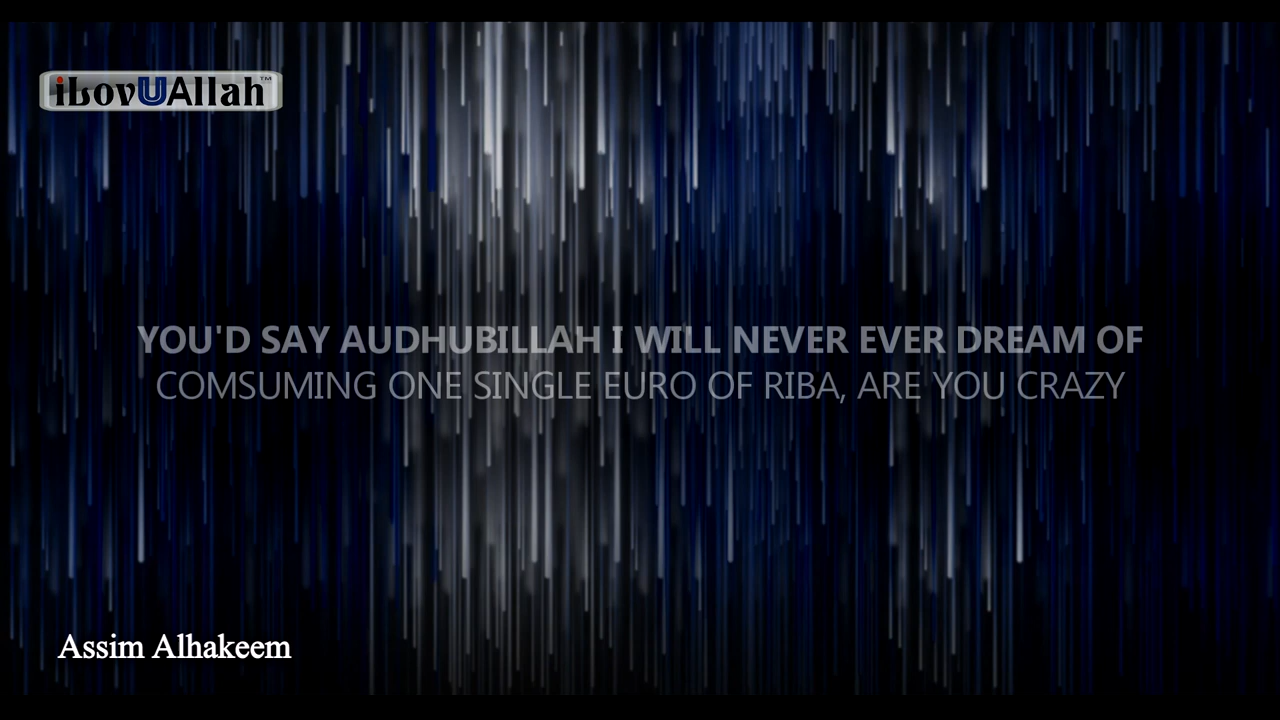 iLovUAllah™
YOU'D SAY AUDHUBILLAH I WILL NEVER EVER DREAM OF
COMSUMING ONE SINGLE EURO OF RIBA, ARE YOU CRAZY
Assim Alhakeem